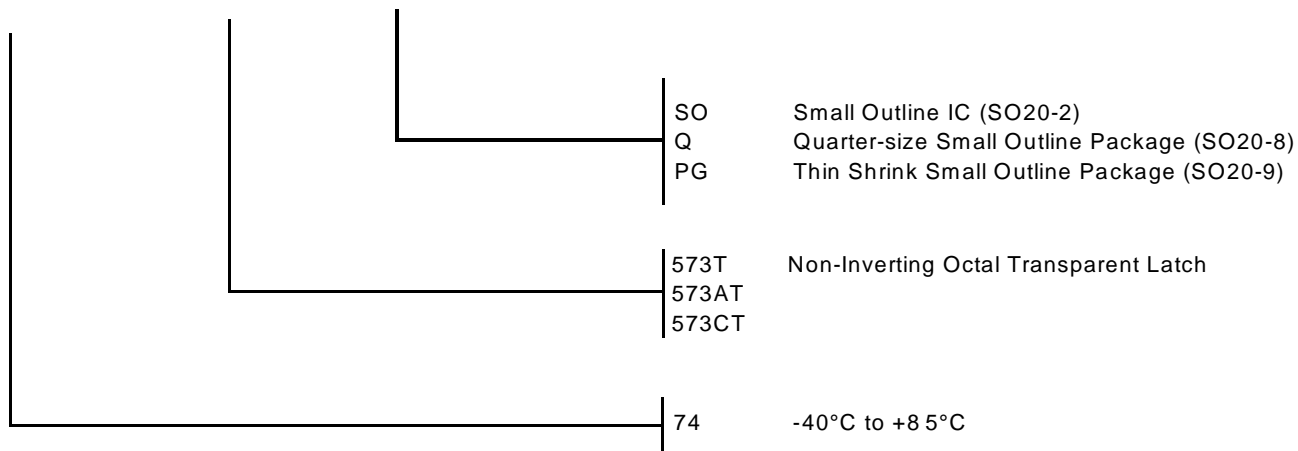 SO Small Outline IC (SO20-2)
Q Quarter-size Small Outline Package (SO20-8)
PG Thin Shrink Small Outline Package (SO20-9)
573T Non-Inverting Octal Transparent Latch
573AT
573CT
74 -40°C to +8 5°C